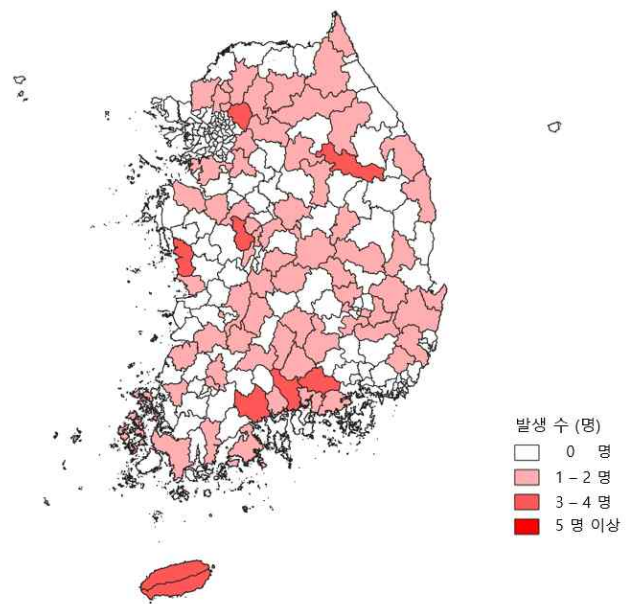 발생 수 (명)
0 명
1 – 2 명
3 – 4 명
5 명 이상